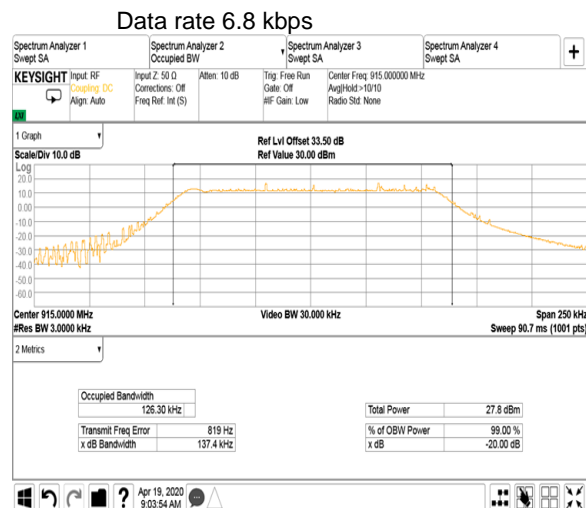 Data rate 6.8 kbps
Spectrum Analyzer 1 Spectrum Analyzer 2 Spectrum Analyzer 3 Spectrum Analyzer 4
Swept SA Occupied BW Swept SA Swept SA +
KEYSIGHT Input: RF Input Z: 50 Ω Atten: 10 dB Trig: Free Run Center Freq: 915.000000 MHz
Coupling: DC Corrections: Off Gate: Off Avg|Hold:>10/10
Align: Auto Freq Ref: Int (S) #IF Gain: Low Radio Std: None
LXI
1 Graph Ref Lvl Offset 33.50 dB
Scale/Div 10.0 dB Ref Value 30.00 dBm
Log
20.0
10.0
0.00
-10.0
-20.0
-30.0
-40.0
-50.0
-60.0
Center 915.0000 MHz Video BW 30.000 kHz Span 250 kHz
#Res BW 3.0000 kHz Sweep 90.7 ms (1001 pts)
2 Metrics
Occupied Bandwidth
126.30 kHz Total Power 27.8 dBm
Transmit Freq Error 819 Hz % of OBW Power 99.00 %
x dB Bandwidth 137.4 kHz x dB -20.00 dB
? Apr 19, 2020
9:03:54 AM